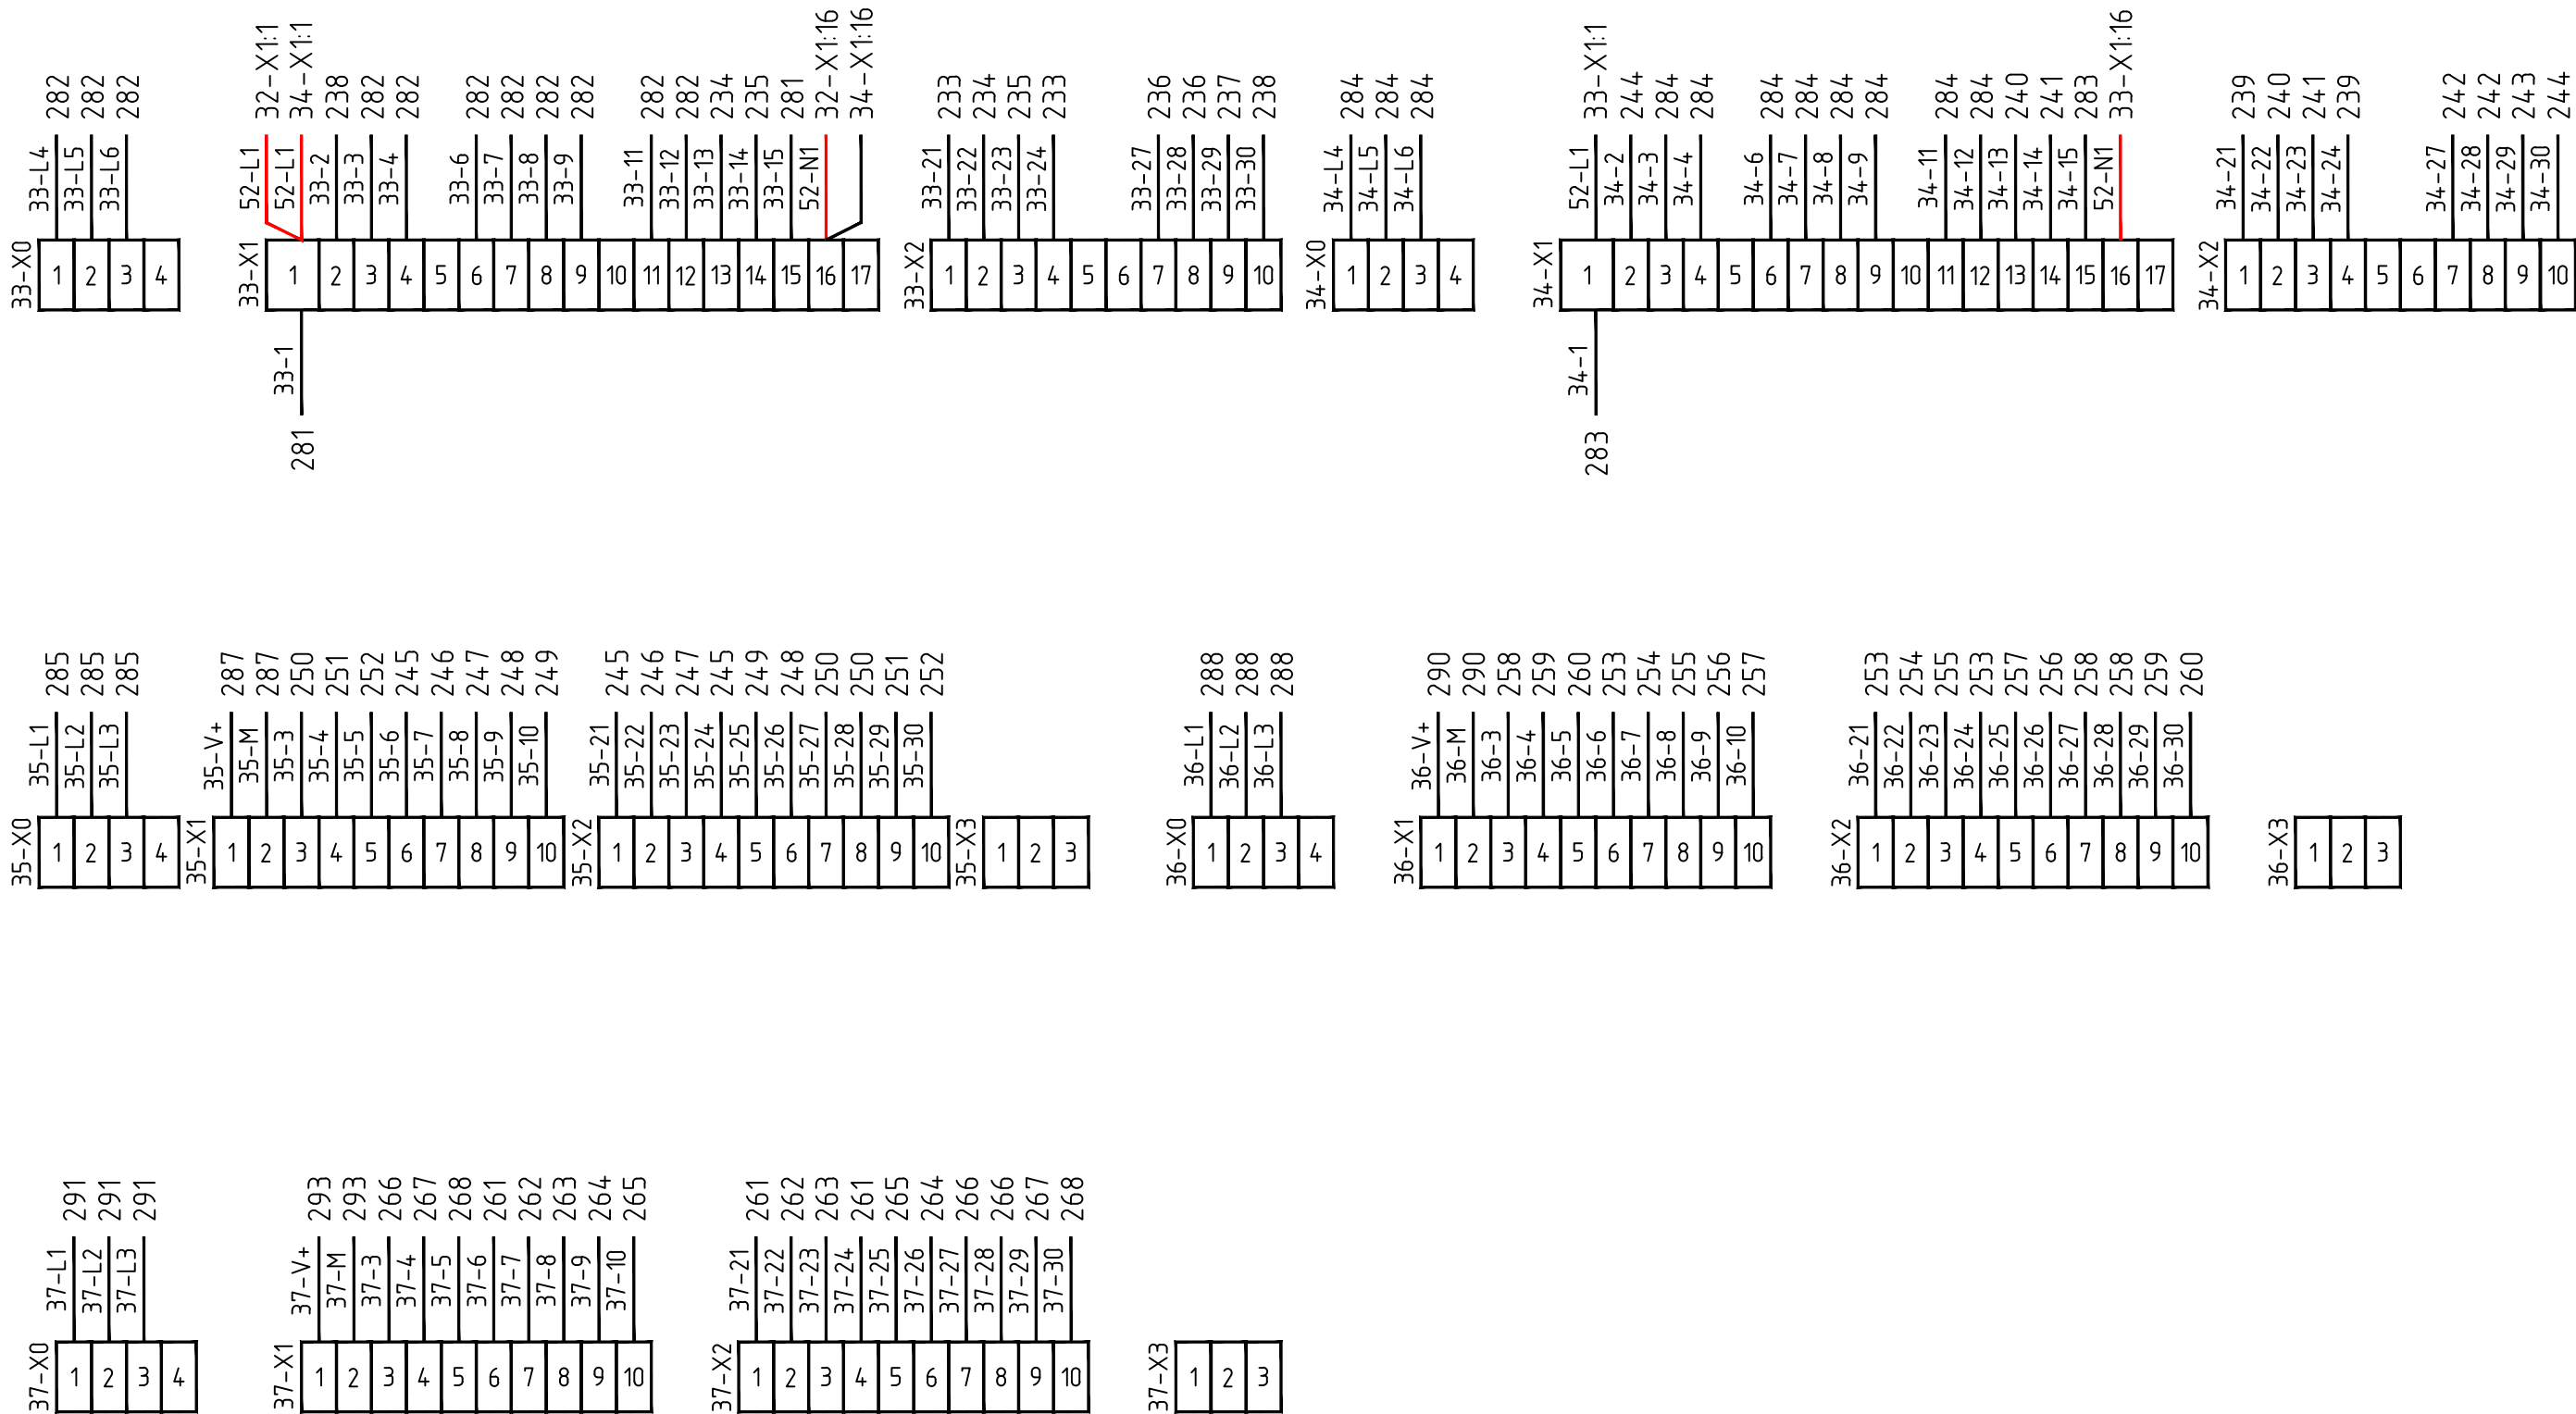 282 282 282
33-L4 33-L5 33-L6
33-X0 1 2 3 4
32-X1:1 34-X1:1 238 282 282 282 282 282 282 282 282 234 235 281 32-X1:16 34-X1:16
52-L1 52-L1 33-2 33-3 33-4 33-6 33-7 33-8 33-9 33-11 33-12 33-13 33-14 33-15 52-N1
33-X1 1 2 3 4 5 6 7 8 9 10 11 12 13 14 15 16 17
33-1
281
233 234 235 233 236 236 237 238
33-21 33-22 33-23 33-24 33-27 33-28 33-29 33-30
33-X2 1 2 3 4 5 6 7 8 9 10
284 284 284
34-L4 34-L5 34-L6
34-X0 1 2 3 4
33-X1:1 244 284 284 284 284 284 284 284 284 240 241 283 33-X1:16
52-L1 34-2 34-3 34-4 34-6 34-7 34-8 34-9 34-11 34-12 34-13 34-14 34-15 52-N1
34-X1 1 2 3 4 5 6 7 8 9 10 11 12 13 14 15 16 17
34-1
283
239 240 241 239 242 242 243 244
34-21 34-22 34-23 34-24 34-27 34-28 34-29 34-30
34-X2 1 2 3 4 5 6 7 8 9 10
285 285 285
35-L1 35-L2 35-L3
35-X0 1 2 3 4
287 287 250 251 252 245 246 247 248 249
35-V+ 35-M 35-3 35-4 35-5 35-6 35-7 35-8 35-9 35-10
35-X1 1 2 3 4 5 6 7 8 9 10
245 246 247 245 249 248 250 250 251 252
35-21 35-22 35-23 35-24 35-25 35-26 35-27 35-28 35-29 35-30
35-X2 1 2 3 4 5 6 7 8 9 10
35-X3 1 2 3
288 288 288
36-L1 36-L2 36-L3
36-X0 1 2 3 4
290 290 258 259 260 253 254 255 256 257
36-V+ 36-M 36-3 36-4 36-5 36-6 36-7 36-8 36-9 36-10
36-X1 1 2 3 4 5 6 7 8 9 10
253 254 255 253 257 256 258 258 259 260
36-21 36-22 36-23 36-24 36-25 36-26 36-27 36-28 36-29 36-30
36-X2 1 2 3 4 5 6 7 8 9 10
36-X3 1 2 3
291 291 291
37-L1 37-L2 37-L3
37-X0 1 2 3 4
293 293 266 267 268 261 262 263 264 265
37-V+ 37-M 37-3 37-4 37-5 37-6 37-7 37-8 37-9 37-10
37-X1 1 2 3 4 5 6 7 8 9 10
261 262 263 261 265 264 266 266 267 268
37-21 37-22 37-23 37-24 37-25 37-26 37-27 37-28 37-29 37-30
37-X2 1 2 3 4 5 6 7 8 9 10
37-X3 1 2 3